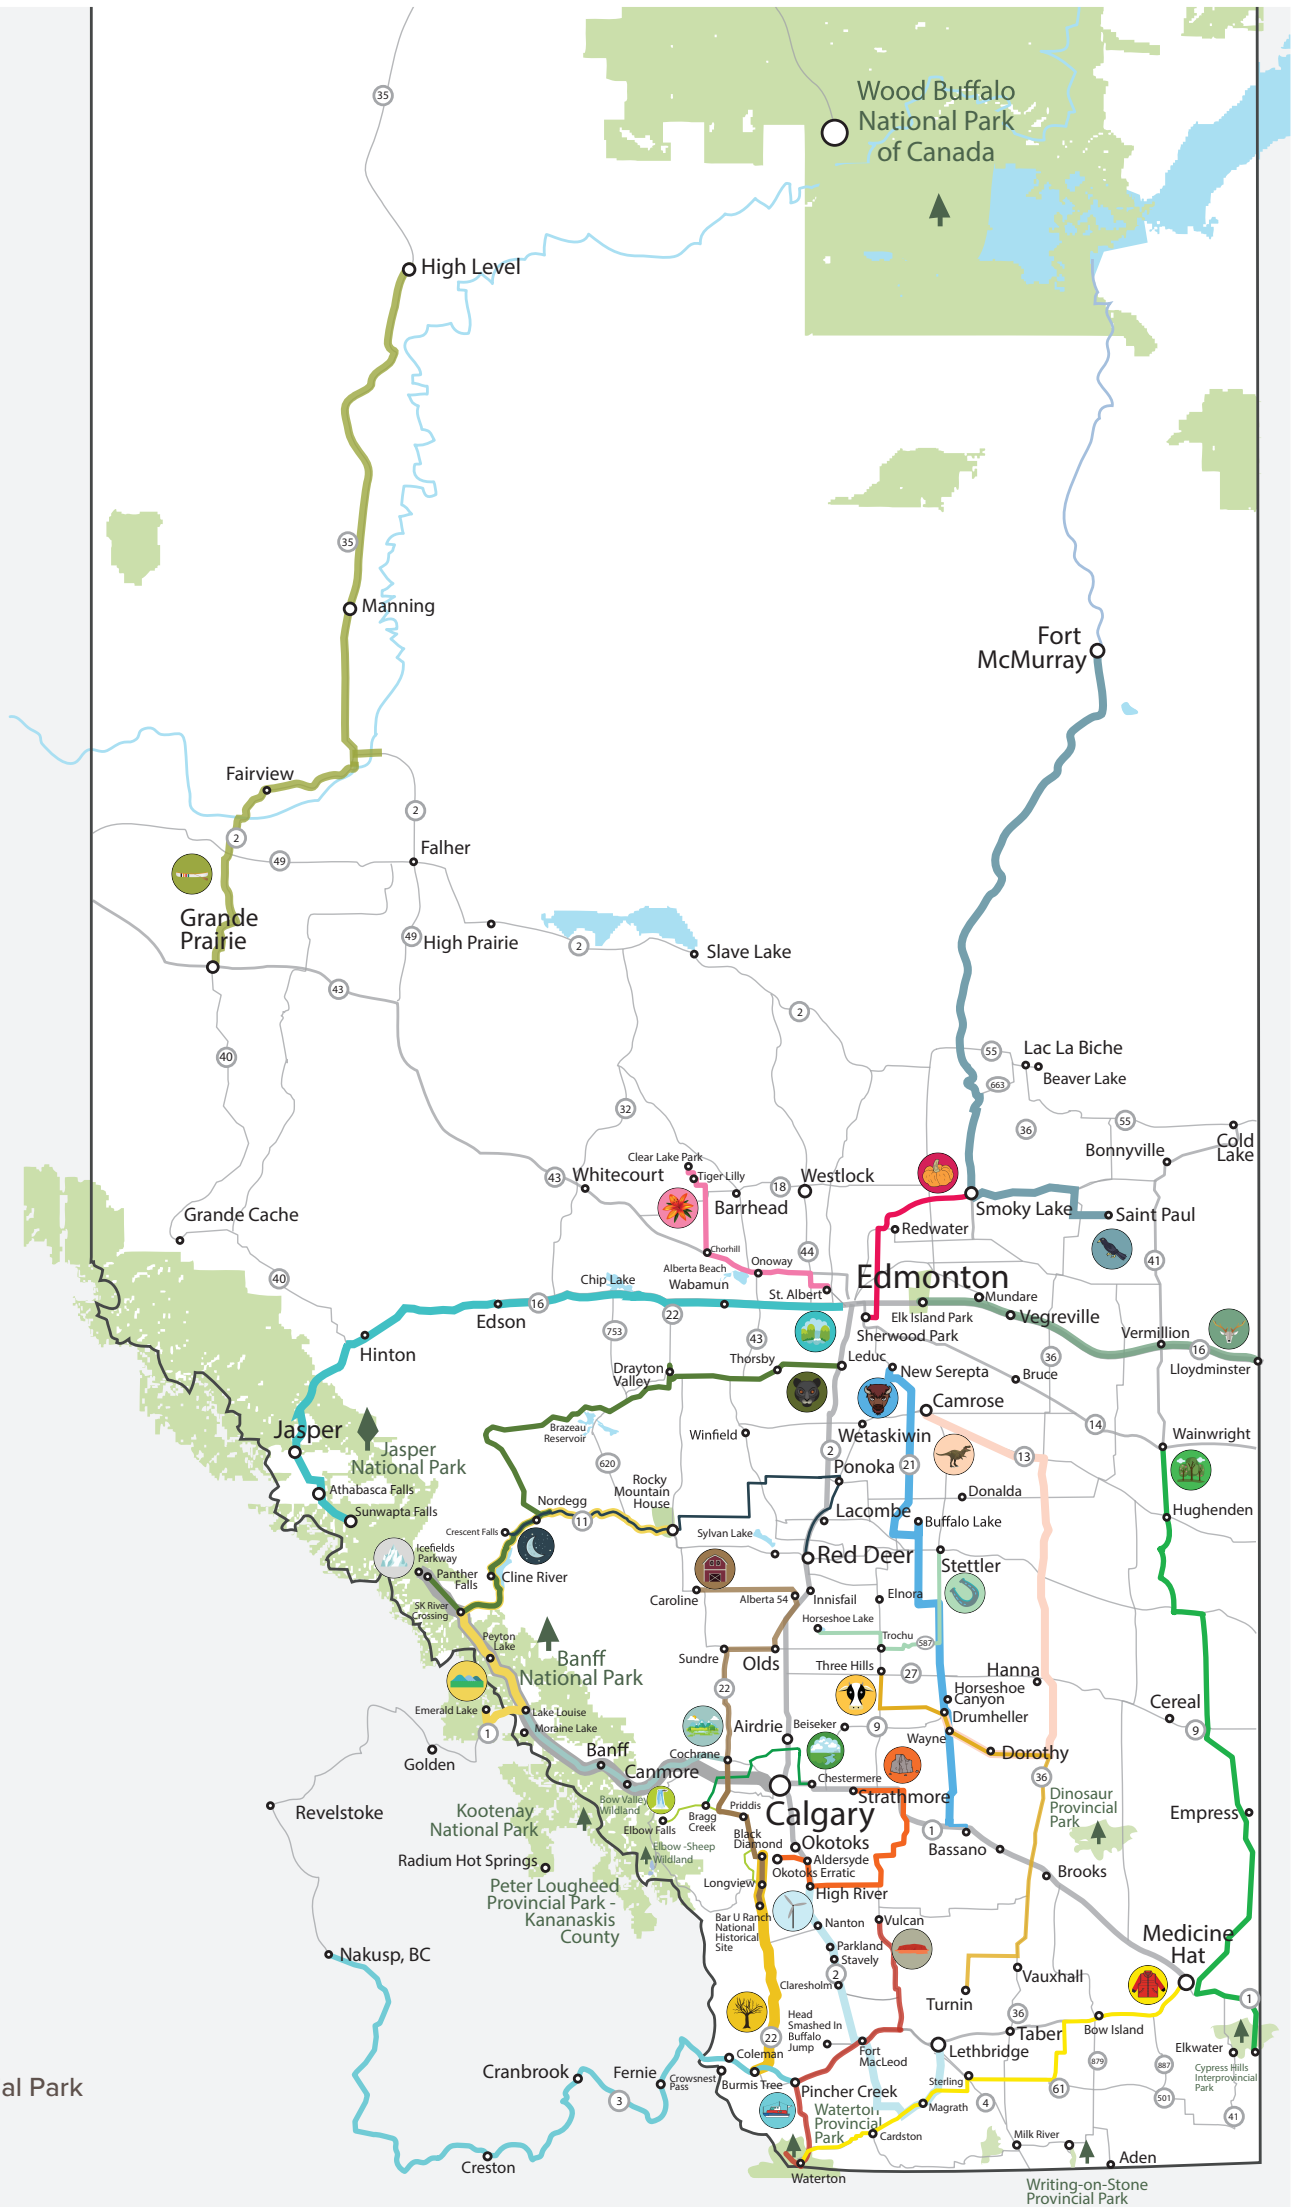 35
Wood Buffalo
National Park
of Canada
High Level
35
Manning
Fort
McMurray
Fairview
2
2
49
Falher
Grande
Prairie
49
High Prairie
2
Slave Lake
43
2
40
55
Lac La Biche
663
Beaver Lake
32
36
55
Cold
Lake
Bonnyville
Clear Lake Park
43
Whitecourt
Tiger Lilly
18
Westlock
Barrhead
Smoky Lake
Saint Paul
Grande Cache
Redwater
Chorhill
44
41
Onoway
Alberta Beach
40
Chip Lake
Wabamun
Edmonton
St. Albert
Mundare
16
Edson
22
Elk Island Park
Vegreville
753
43
Sherwood Park
Vermillion
16
Hinton
Thorsby
Leduc
36
Lloydminster
Drayton
Valley
New Serepta
Bruce
Camrose
14
Jasper
Brazeau
Reservoir
Winfield
Wetaskiwin
Wainwright
Jasper
National Park
2
21
13
620
Ponoka
Rocky
Mountain
House
Athabasca Falls
Donalda
Nordegg
Sunwapta Falls
11
Lacombe
Buffalo Lake
Hughenden
Crescent Falls
Sylvan Lake
Icefields
Parkway
Red Deer
Stettler
Panther
Falls
Cline River
Caroline
Alberta 54
Innisfail
Elnora
SK River
Crossing
Horseshoe Lake
Peyton
Lake
Trochu
587
Banff
National Park
Sundre
Olds
Three Hills
27
Hanna
22
Horseshoe
Canyon
Emerald Lake
Lake Louise
Cereal
1
Moraine Lake
Airdrie
Beiseker
9
Drumheller
9
Wayne
Golden
Banff
Cochrane
Dorothy
Canmore
Chestermere
36
Revelstoke
Bow Valley
Wildland
Strathmore
Dinosaur
Provincial
Park
Kootenay
National Park
Priddis
Calgary
Empress
Elbow Falls
Bragg
Creek
1
Black
Diamond
Okotoks
Bassano
Elbow -Sheep
Wildland
Radium Hot Springs
Aldersyde
Okotoks Erratic
Brooks
Peter Lougheed
Provincial Park -
Kananaskis
County
Longview
High River
Bar U Ranch
National
Historical
Site
Nanton
Vulcan
Medicine
Hat
Nakusp, BC
Parkland
Stavely
2
Claresholm
Vauxhall
Turnin
1
Head
Smashed In
Buffalo
Jump
36
22
Taber
Bow Island
Coleman
Fort
MacLeod
Lethbridge
Elkwater
Cranbrook
Fernie
Crowsnest
Pass
Burmis Tree
Sterling
879
887
Cypress Hills
Interprovincial
Park
al Park
3
Pincher Creek
61
501
Magrath
4
41
Waterton
Provincial
Park
Cardston
Milk River
Creston
Waterton
Aden
Writing-on-Stone
Provincial Park